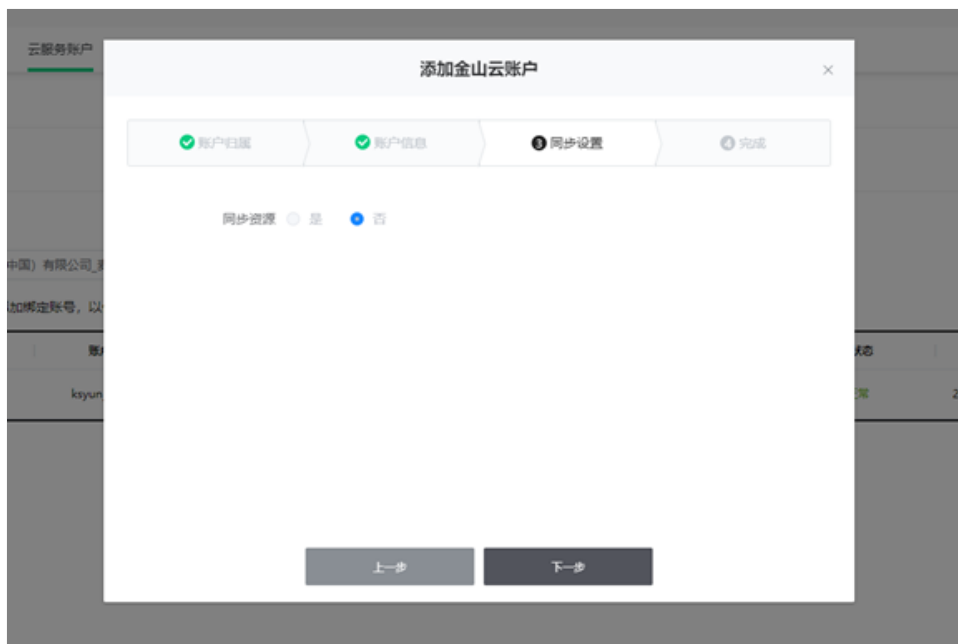 云服务账户
添加金山云账户
×
账户归属
账户信息
3 同步设置
4 完成
同步资源 是 否
中国）有限公司_
加绑定账号，以
账
状态
ksyun
正常
2
上一步 下一步